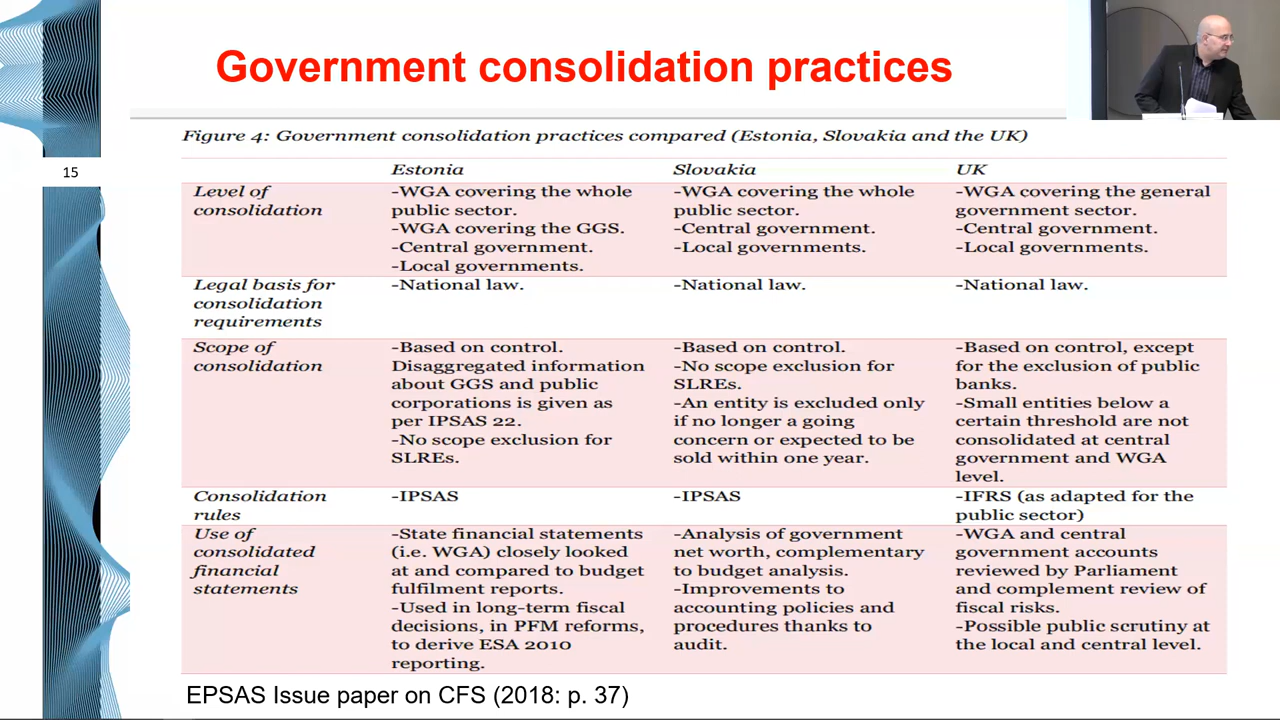 Government consolidation practices
Figure 4: Government consolidation practices compared (Estonia, Slovakia and the UK)
15
Estonia
Slovakia
UK
Level of
consolidation
-WGA covering the whole
public sector.
-WGA covering the GGS.
-Central government.
-Local governments.
-WGA covering the whole
public sector.
-Central government.
-Local governments.
-WGA covering the general
government sector.
-Central government.
-Local governments.
Legal basis for
consolidation
requirements
-National law.
-National law.
-National law.
Scope of
consolidation
-Based on control.
Disaggregated information
about GGS and public
corporations is given as
per IPSAS 22.
-No scope exclusion for
SLREs.
-Based on control.
-No scope exclusion for
SLREs.
-An entity is excluded only
if no longer a going
concern or expected to be
sold within one year.
-Based on control, except
for the exclusion of public
banks.
-Small entities below a
certain threshold are not
consolidated at central
government and WGA
level.
Consolidation
rules
-IPSAS
-IPSAS
-IFRS (as adapted for the
public sector)
Use of
consolidated
financial
statements
-State financial statements
(i.e. WGA) closely looked
at and compared to budget
fulfilment reports.
-Used in long-term fiscal
decisions, in PFM reforms,
to derive ESA 2010
reporting.
-Analysis of government
net worth, complementary
to budget analysis.
-Improvements to
accounting policies and
procedures thanks to
audit.
-WGA and central
government accounts
reviewed by Parliament
and complement review of
fiscal risks.
-Possible public scrutiny at
the local and central level.
EPSAS Issue paper on CFS (2018: p. 37)